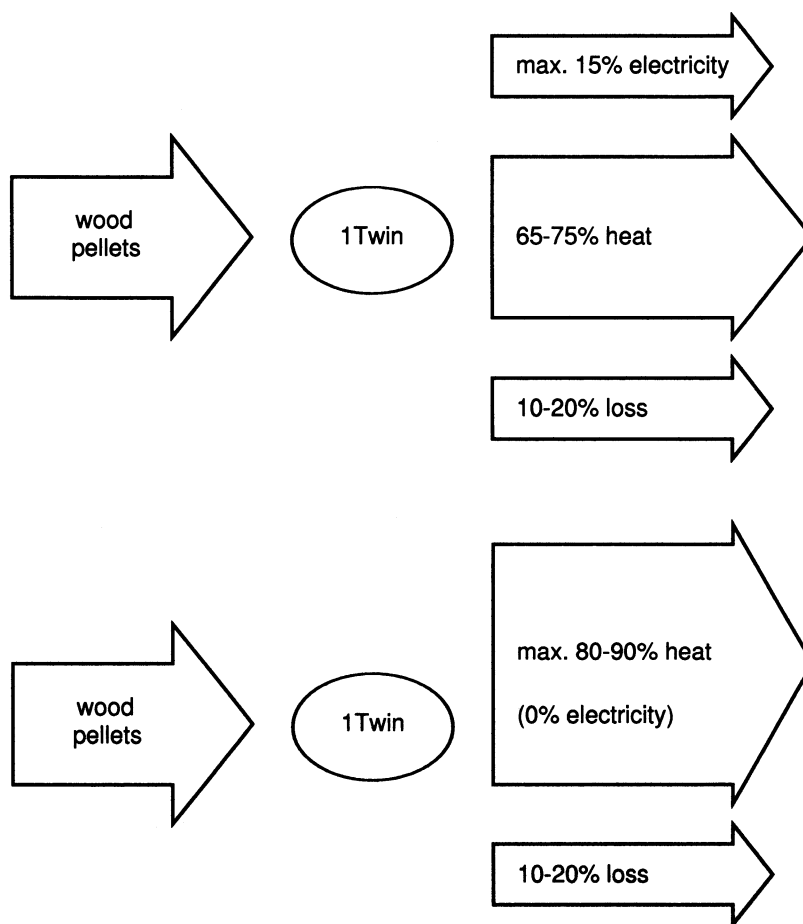 max. 15% electricity
wood
pellets
1Twin
65-75% heat
10-20% loss
wood
pellets
1Twin
max. 80-90% heat
(0% electricity)
10-20% loss